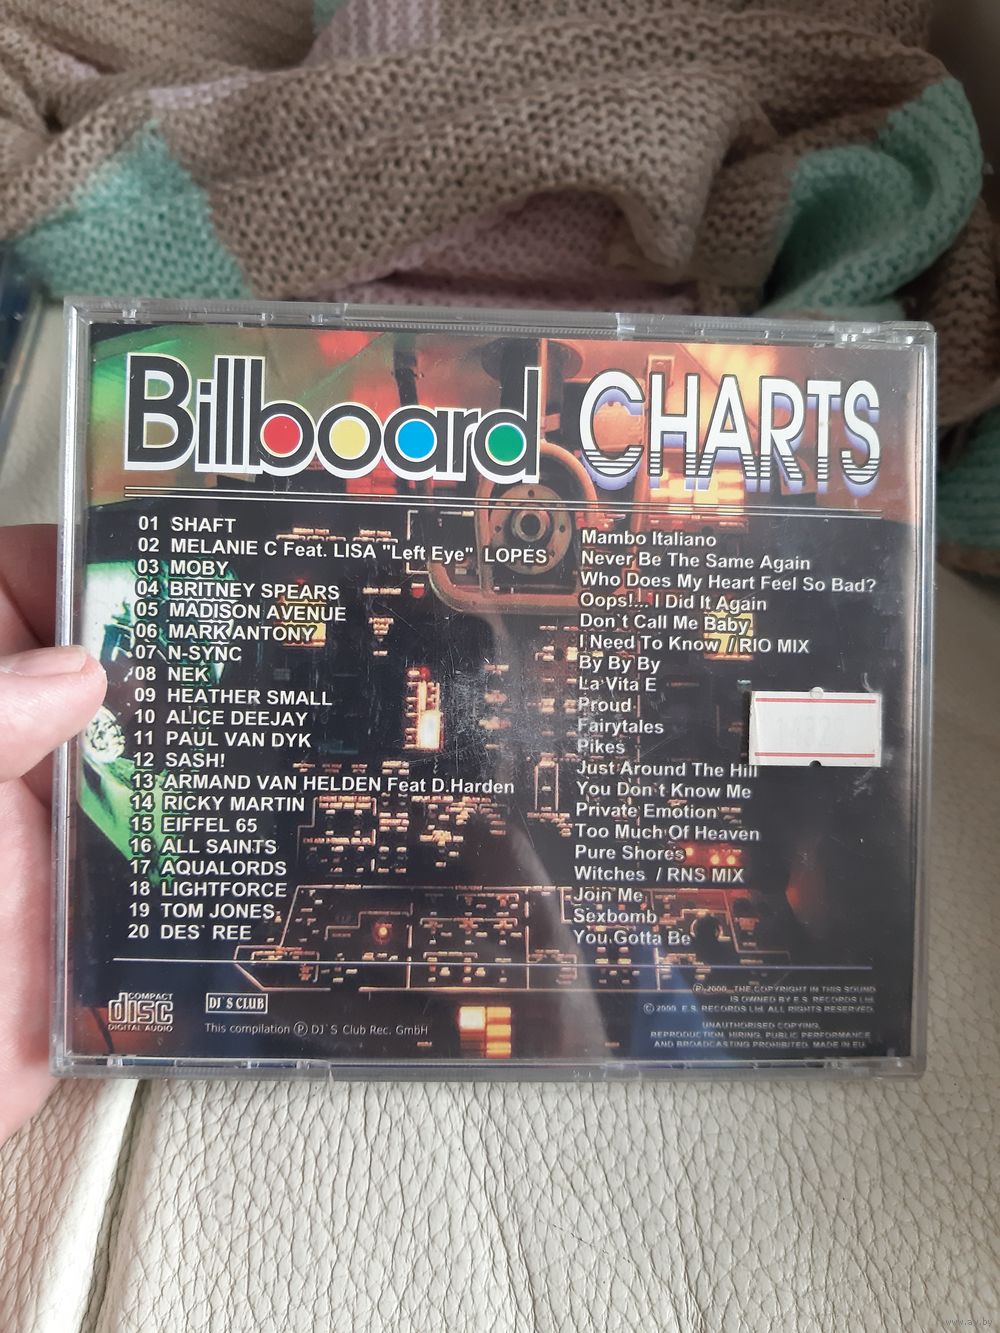 Billboard CHARTS
01 SHAFT Mambo Italiano
02 MELANIE C Feat. LISA "Left Eye" LOPES Never Be The Same Again
03 MOBY Who Does My Heart Feel So Bad?
04 BRITNEY SPEARS Oops!... I Did It Again
05 MADISON AVENUE Don`t Call Me Baby
06 MARK ANTONY I Need To Know / RIO MIX
07 N-SYNC By By By
08 NEK La Vita E
09 HEATHER SMALL Proud
10 ALICE DEEJAY Fairytales
11 PAUL VAN DYK Pikes
12 SASH! Just Around The Hill
13 ARMAND VAN HELDEN Feat D.Harden You Don`t Know Me
14 RICKY MARTIN Private Emotion
15 EIFFEL 65 Too Much Of Heaven
16 ALL SAINTS Pure Shores
17 AQUALORDS Witches / RNS MIX
18 LIGHTFORCE Join Me
19 TOM JONES Sexbomb
20 DES` REE You Gotta Be
COMPACT
disc
DIGITAL AUDIO
DJ`S CLUB
This compilation Ⓟ DJ`S Club Rec. GmbH
Ⓟ 2000 THE COPYRIGHT IN THIS SOUND
IS OWNED BY E.S. RECORDS Ltd.
© 2000 E.S. RECORDS Ltd. ALL RIGHTS RESERVED.
UNAUTHORISED COPYING,
REPRODUCTION, HIRING, PUBLIC PERFORMANCE
AND BROADCASTING PROHIBITED. MADE IN EU.
www.ay.by